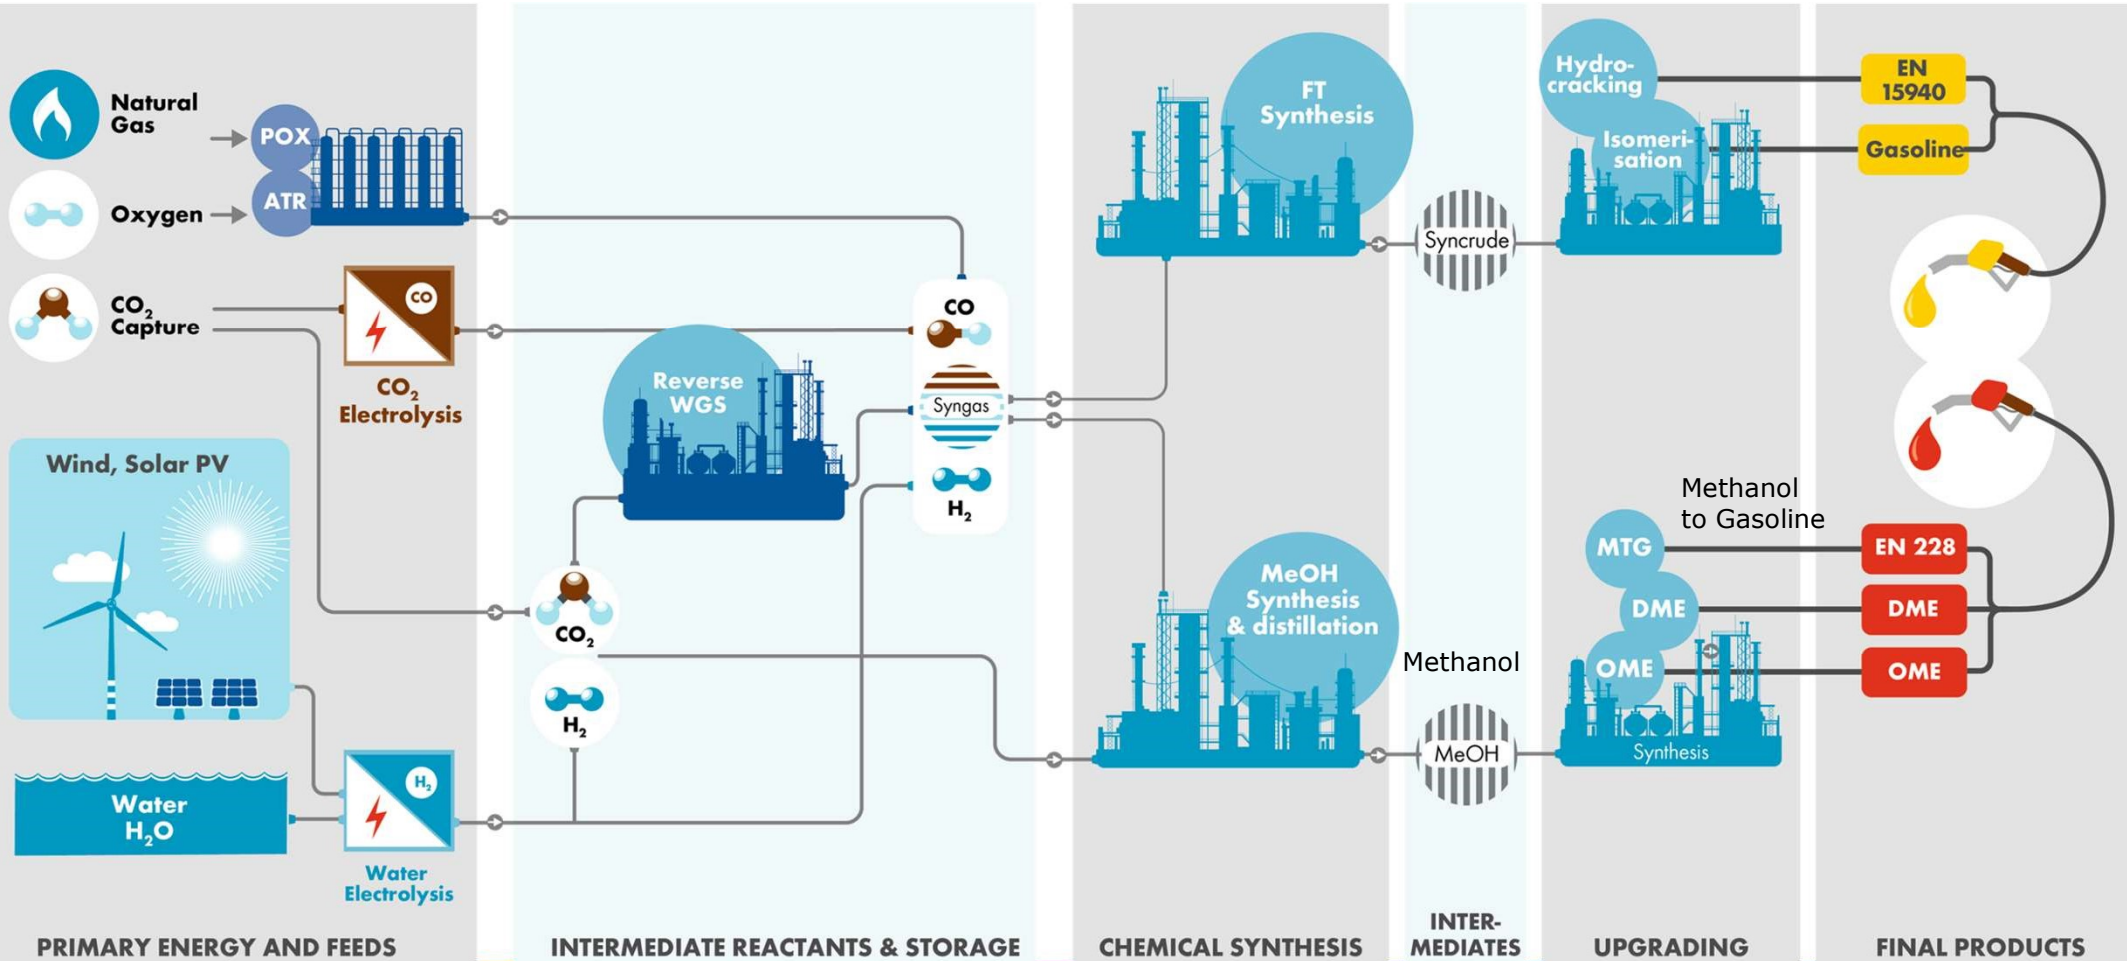 Natural
Gas
POX
ATR
Oxygen
CO₂
Capture
CO
CO₂
Electrolysis
Wind, Solar PV
Water
H₂O
H₂
Water
Electrolysis
PRIMARY ENERGY AND FEEDS
Reverse
WGS
CO
Syngas
H₂
CO₂
H₂
INTERMEDIATE REACTANTS & STORAGE
FT
Synthesis
MeOH
Synthesis
& distillation
CHEMICAL SYNTHESIS
Syncrude
Methanol
MeOH
INTER-
MEDIATES
Hydro-
cracking
Isomeri-
sation
Methanol
to Gasoline
MTG
DME
OME
Synthesis
UPGRADING
EN
15940
Gasoline
EN 228
DME
OME
FINAL PRODUCTS